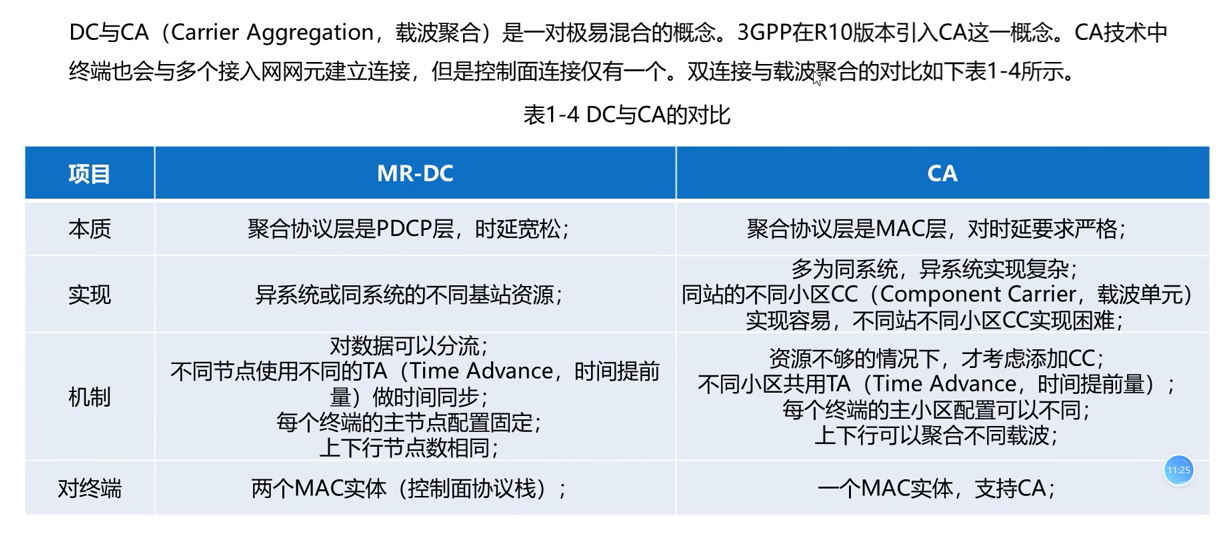 DC与CA（Carrier Aggregation，载波聚合）是一对极易混合的概念。3GPP在R10版本引入CA这一概念。CA技术中
终端也会与多个接入网网元建立连接，但是控制面连接仅有一个。双连接与载波聚合的对比如下表1-4所示。
表1-4 DC与CA的对比
项目
MR-DC
CA
本质
聚合协议层是PDCP层，时延宽松；
聚合协议层是MAC层，对时延要求严格；
实现
异系统或同系统的不同基站资源；
多为同系统，异系统实现复杂；
同站的不同小区CC（Component Carrier，载波单元）
实现容易，不同站不同小区CC实现困难；
机制
对数据可以分流；
不同节点使用不同的TA（Time Advance，时间提前
量）做时间同步；
每个终端的主节点配置固定；
上下行节点数相同；
资源不够的情况下，才考虑添加CC；
不同小区共用TA（Time Advance，时间提前量）；
每个终端的主小区配置可以不同；
上下行可以聚合不同载波；
对终端
两个MAC实体（控制面协议栈）；
一个MAC实体，支持CA；
11:25